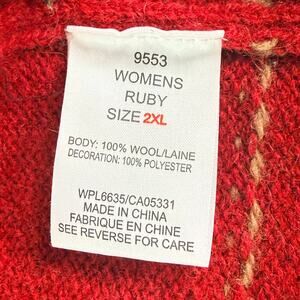 9553
WOMENS
RUBY
SIZE 2XL
BODY: 100% WOOL/LAINE
DECORATION: 100% POLYESTER
WPL6635/CA05331
MADE IN CHINA
FABRIQUE EN CHINE
SEE REVERSE FOR CARE